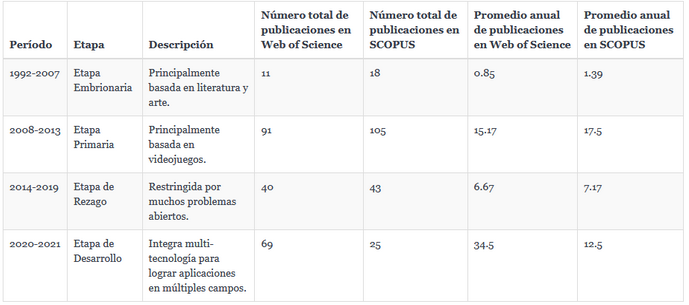 Período Etapa Descripción Número total de publicaciones en Web of Science Número total de publicaciones en SCOPUS Promedio anual de publicaciones en Web of Science Promedio anual de publicaciones en SCOPUS
1992-2007 Etapa Embrionaria Principalmente basada en literatura y arte. 11 18 0.85 1.39
2008-2013 Etapa Primaria Principalmente basada en videojuegos. 91 105 15.17 17.5
2014-2019 Etapa de Rezago Restringida por muchos problemas abiertos. 40 43 6.67 7.17
2020-2021 Etapa de Desarrollo Integra multi-tecnología para lograr aplicaciones en múltiples campos. 69 25 34.5 12.5